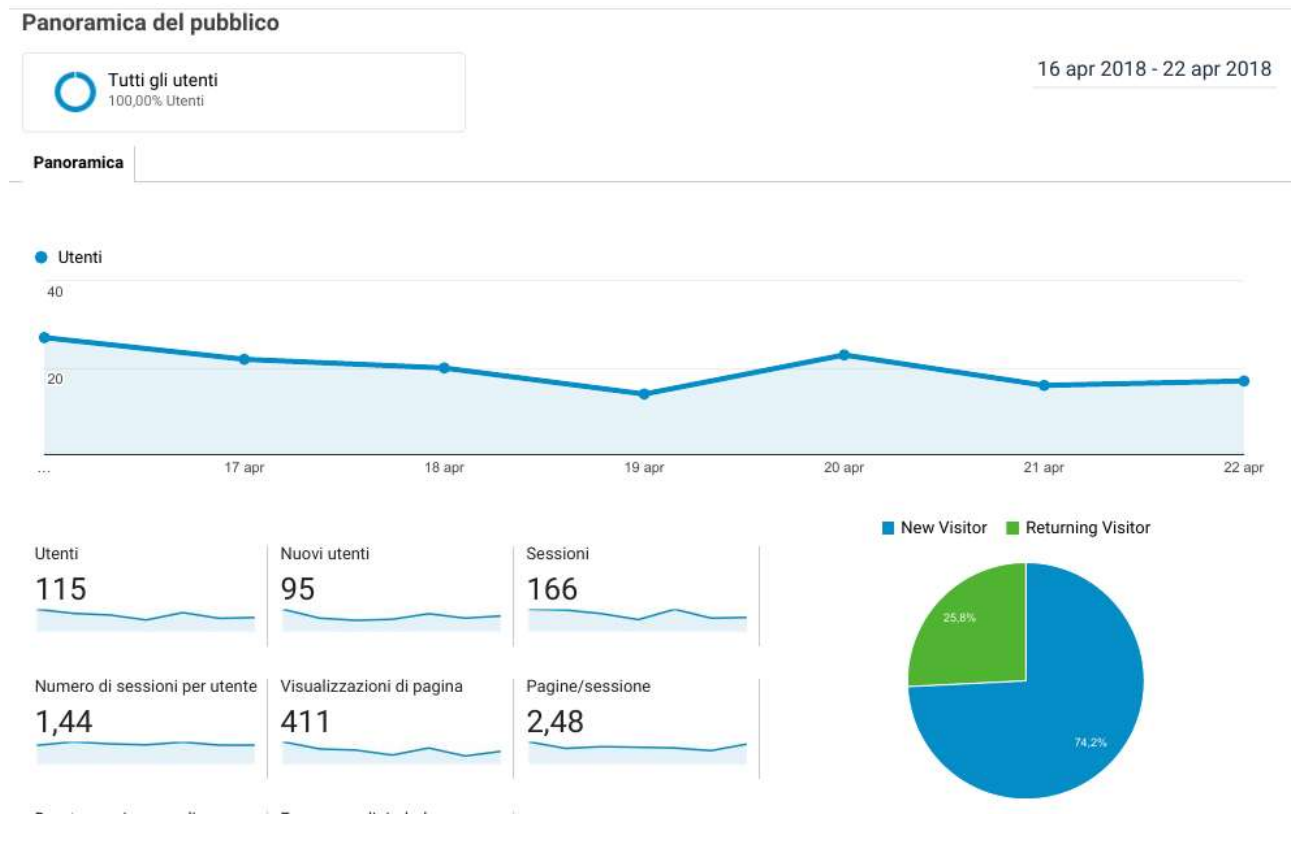 Panoramica del pubblico
Tutti gli utenti
100,00% Utenti
16 apr 2018 - 22 apr 2018
Panoramica
Utenti
40
20
... 17 apr 18 apr 19 apr 20 apr 21 apr 22 apr
New Visitor Returning Visitor
Utenti Nuovi utenti Sessioni
115 95 166
Numero di sessioni per utente Visualizzazioni di pagina Pagine/sessione
1,44 411 2,48
25,8%
74,2%